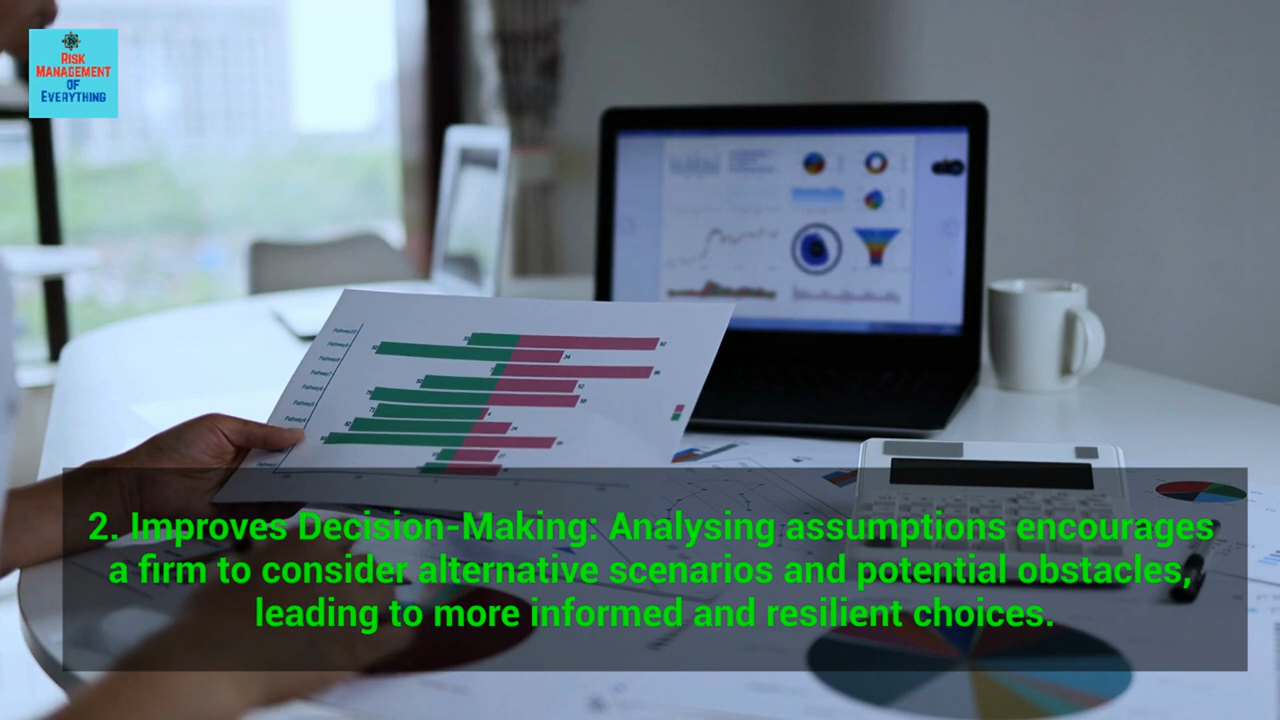 RISK
MANAGEMENT
OF
EVERYTHING
2. Improves Decision-Making: Analysing assumptions encourages
a firm to consider alternative scenarios and potential obstacles,
leading to more informed and resilient choices.